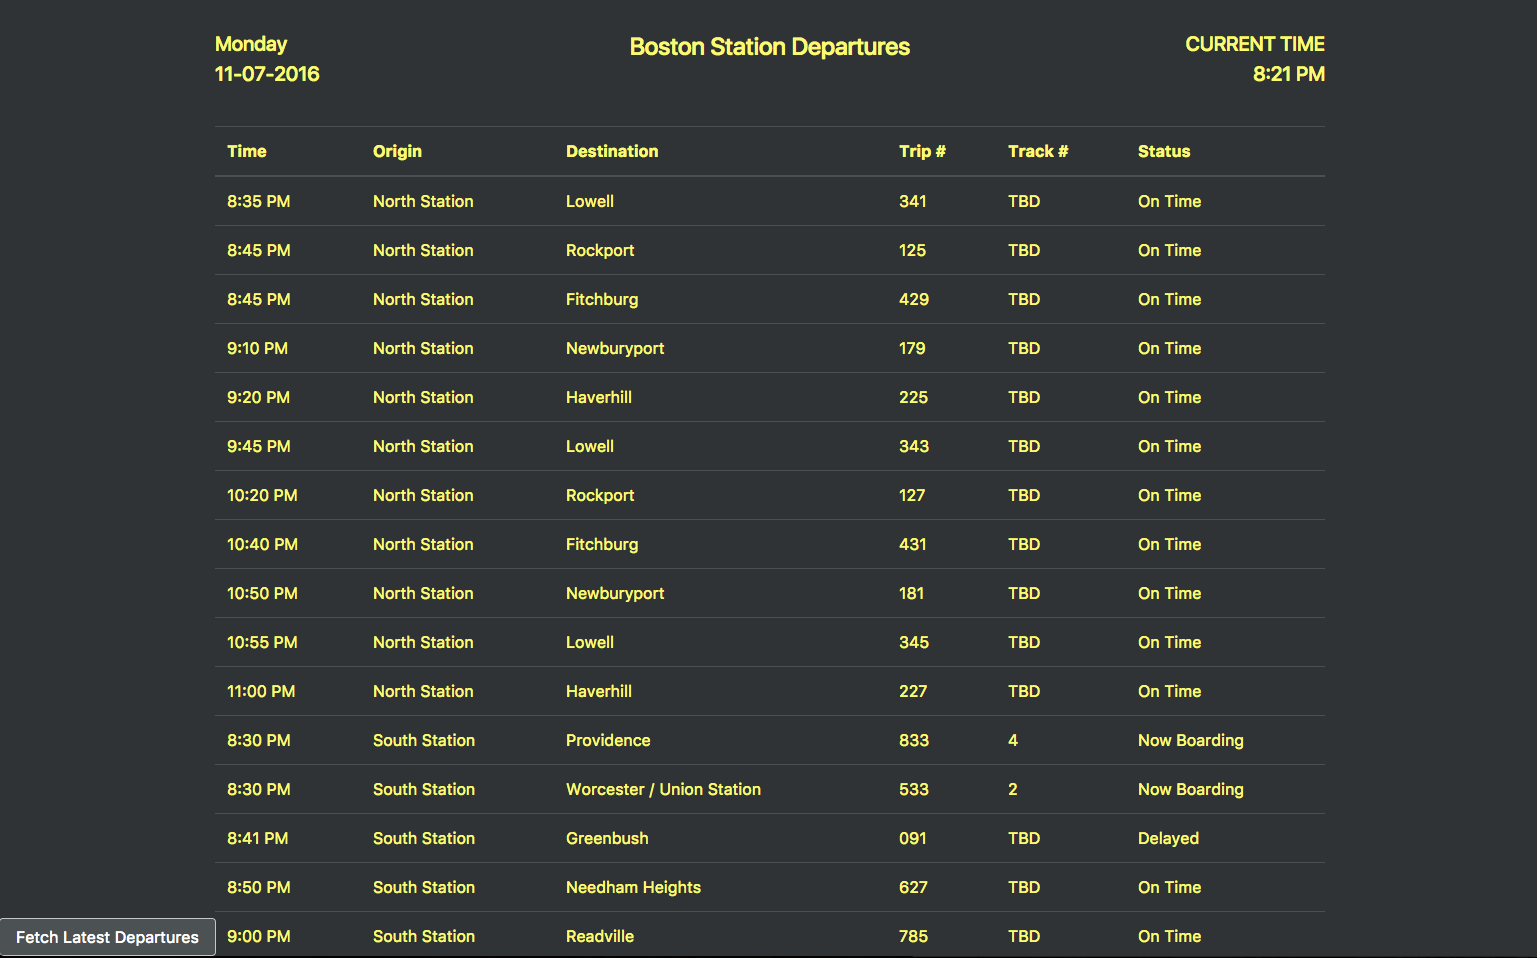 Monday
Boston Station Departures
CURRENT TIME
11-07-2016
8:21 PM
Time Origin Destination Trip # Track # Status
8:35 PM North Station Lowell 341 TBD On Time
8:45 PM North Station Rockport 125 TBD On Time
8:45 PM North Station Fitchburg 429 TBD On Time
9:10 PM North Station Newburyport 179 TBD On Time
9:20 PM North Station Haverhill 225 TBD On Time
9:45 PM North Station Lowell 343 TBD On Time
10:20 PM North Station Rockport 127 TBD On Time
10:40 PM North Station Fitchburg 431 TBD On Time
10:50 PM North Station Newburyport 181 TBD On Time
10:55 PM North Station Lowell 345 TBD On Time
11:00 PM North Station Haverhill 227 TBD On Time
8:30 PM South Station Providence 833 4 Now Boarding
8:30 PM South Station Worcester / Union Station 533 2 Now Boarding
8:41 PM South Station Greenbush 091 TBD Delayed
8:50 PM South Station Needham Heights 627 TBD On Time
9:00 PM South Station Readville 785 TBD On Time
Fetch Latest Departures